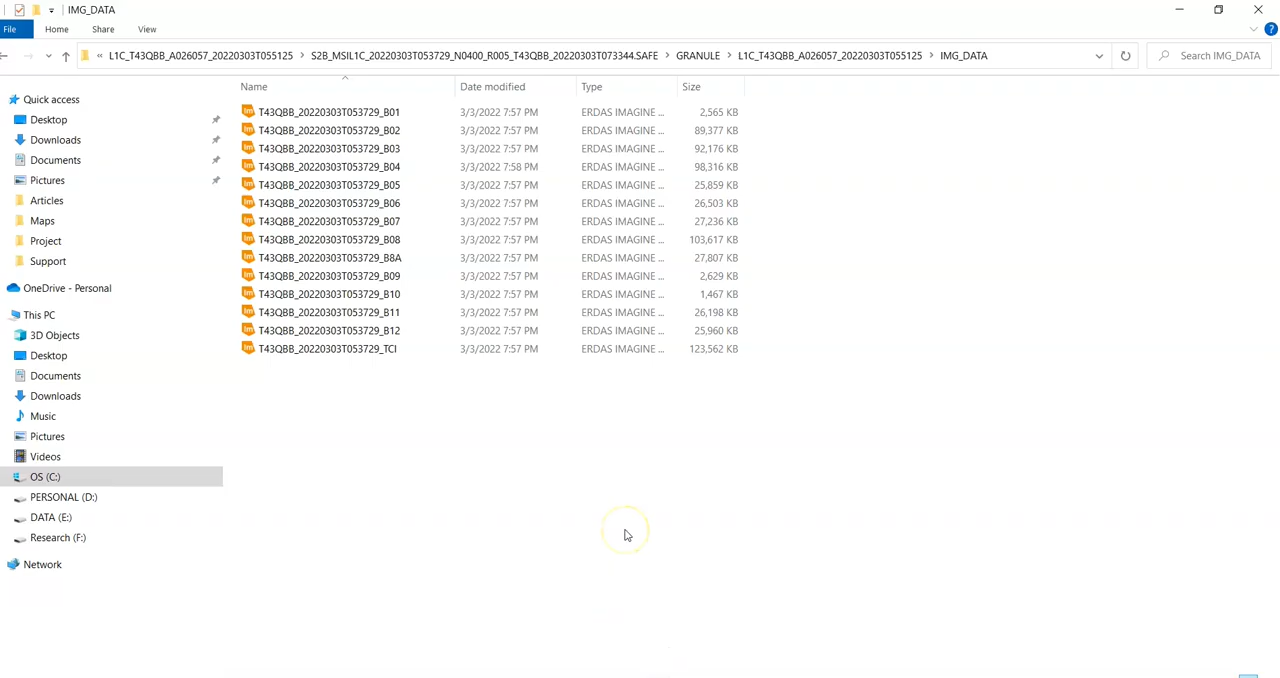 IMG_DATA
File Home Share View
« L1C_T43QBB_A026057_20220303T055125 › S2B_MSIL1C_20220303T053729_N0400_R005_T43QBB_20220303T073344.SAFE › GRANULE › L1C_T43QBB_A026057_20220303T055125 › IMG_DATA Search IMG_DATA
Name Date modified Type Size
Quick access
Desktop
Downloads
Documents
Pictures
Articles
Maps
Project
Support
OneDrive - Personal
This PC
3D Objects
Desktop
Documents
Downloads
Music
Pictures
Videos
OS (C:)
PERSONAL (D:)
DATA (E:)
Research (F:)
Network
T43QBB_20220303T053729_B01 3/3/2022 7:57 PM ERDAS IMAGINE ... 2,565 KB
T43QBB_20220303T053729_B02 3/3/2022 7:57 PM ERDAS IMAGINE ... 89,377 KB
T43QBB_20220303T053729_B03 3/3/2022 7:57 PM ERDAS IMAGINE ... 92,176 KB
T43QBB_20220303T053729_B04 3/3/2022 7:58 PM ERDAS IMAGINE ... 98,316 KB
T43QBB_20220303T053729_B05 3/3/2022 7:57 PM ERDAS IMAGINE ... 25,859 KB
T43QBB_20220303T053729_B06 3/3/2022 7:57 PM ERDAS IMAGINE ... 26,503 KB
T43QBB_20220303T053729_B07 3/3/2022 7:57 PM ERDAS IMAGINE ... 27,236 KB
T43QBB_20220303T053729_B08 3/3/2022 7:57 PM ERDAS IMAGINE ... 103,617 KB
T43QBB_20220303T053729_B8A 3/3/2022 7:57 PM ERDAS IMAGINE ... 27,807 KB
T43QBB_20220303T053729_B09 3/3/2022 7:57 PM ERDAS IMAGINE ... 2,629 KB
T43QBB_20220303T053729_B10 3/3/2022 7:57 PM ERDAS IMAGINE ... 1,467 KB
T43QBB_20220303T053729_B11 3/3/2022 7:57 PM ERDAS IMAGINE ... 26,198 KB
T43QBB_20220303T053729_B12 3/3/2022 7:57 PM ERDAS IMAGINE ... 25,960 KB
T43QBB_20220303T053729_TCI 3/3/2022 7:57 PM ERDAS IMAGINE ... 123,562 KB